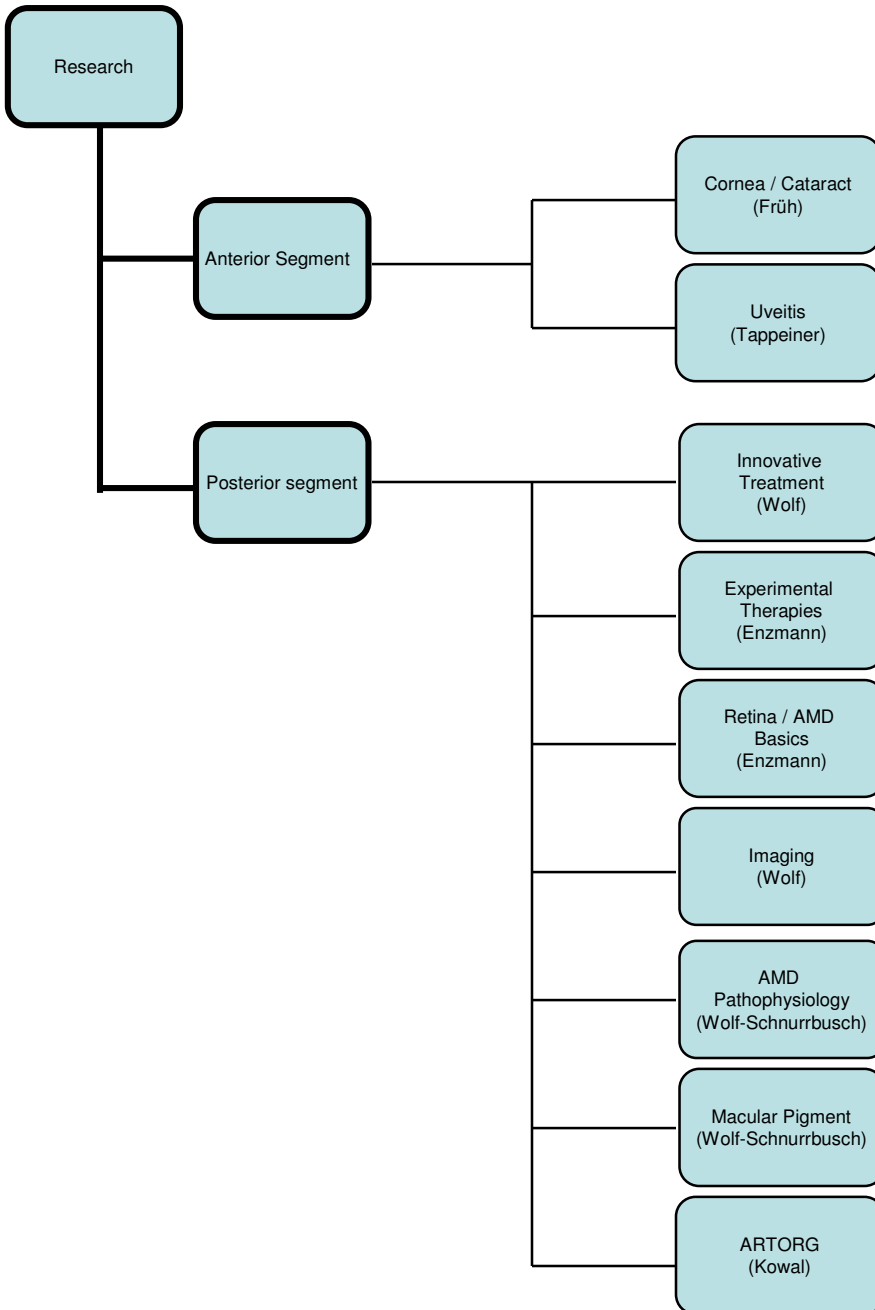 Research
Anterior Segment
Cornea / Cataract
(Früh)
Uveitis
(Tappeiner)
Posterior segment
Innovative
Treatment
(Wolf)
Experimental
Therapies
(Enzmann)
Retina / AMD
Basics
(Enzmann)
Imaging
(Wolf)
AMD
Pathophysiology
(Wolf-Schnurrbusch)
Macular Pigment
(Wolf-Schnurrbusch)
ARTORG
(Kowal)